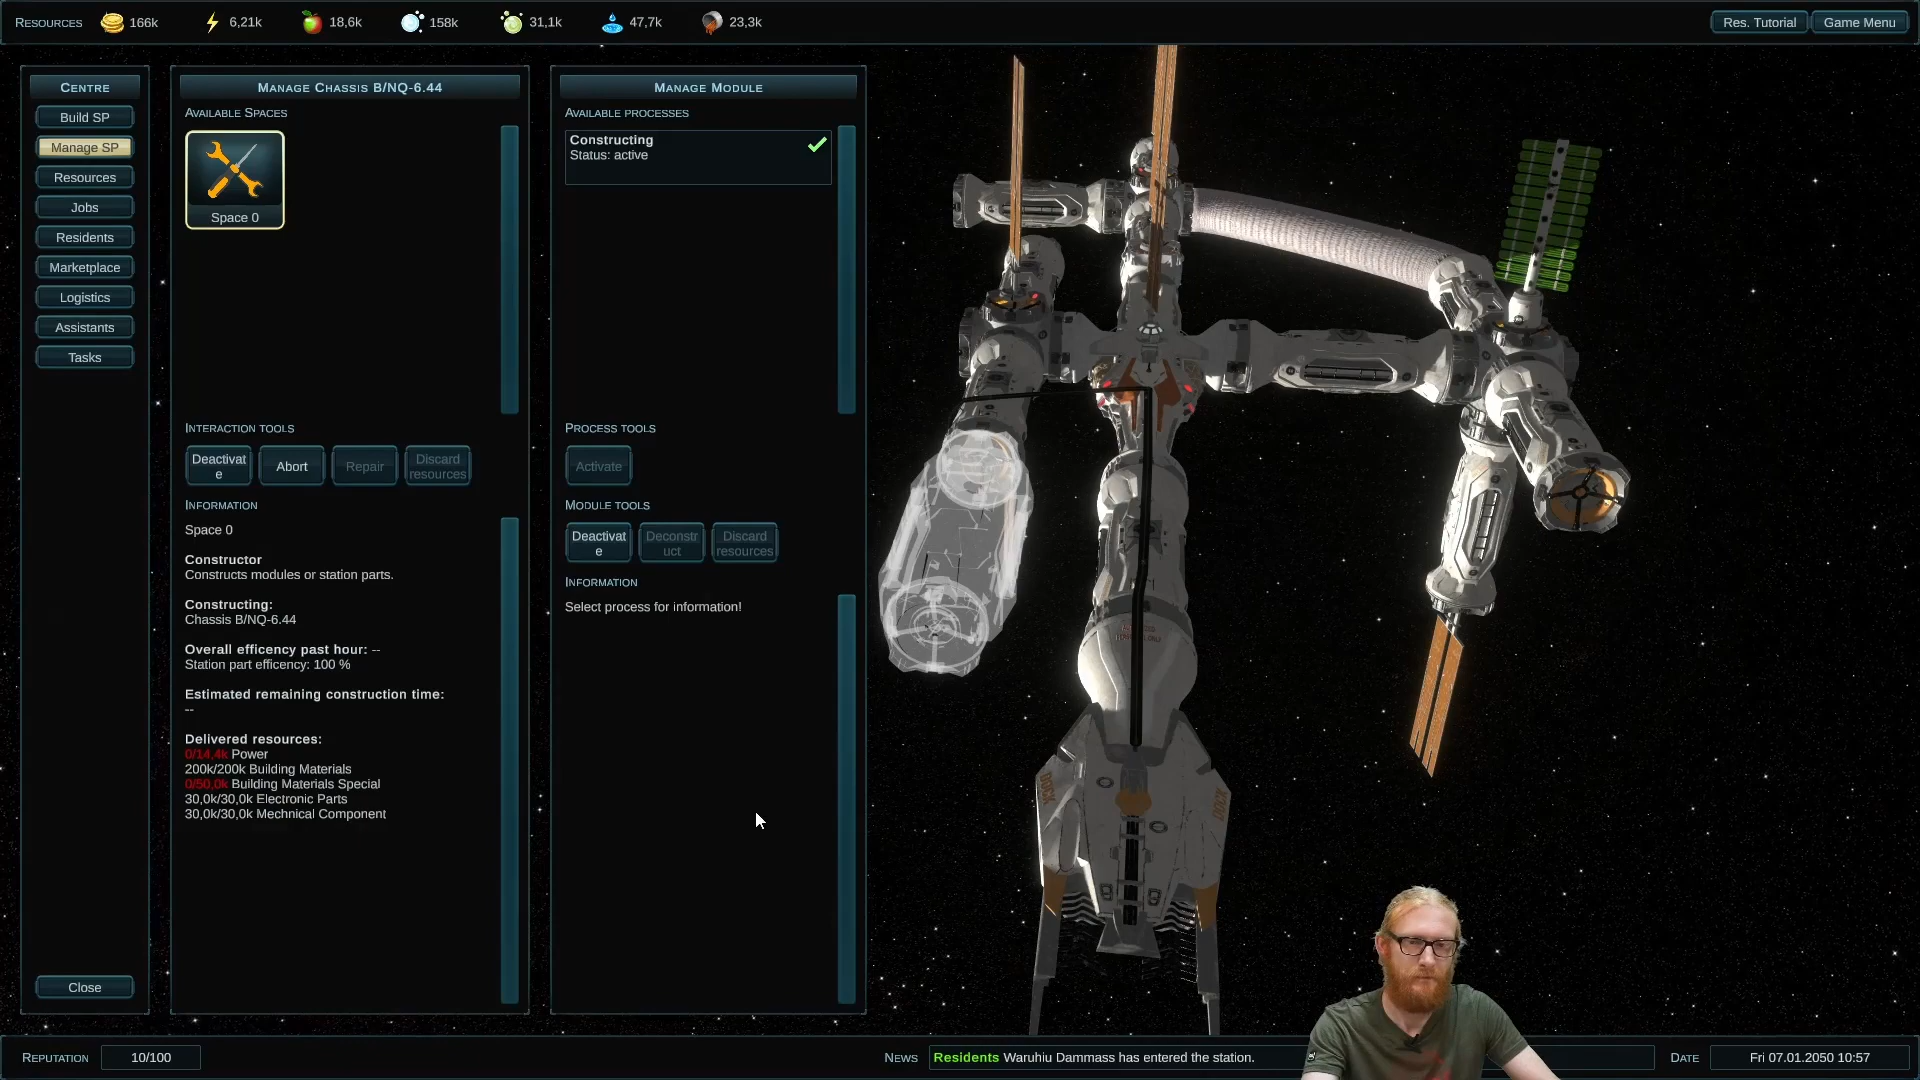 Resources 166k 6,21k 18,6k 158k 31,1k 47,7k 23,3k Res. Tutorial Game Menu
Centre
Build SP
Manage SP
Resources
Jobs
Residents
Marketplace
Logistics
Assistants
Tasks
Close
Manage Chassis B/NQ-6.44
Available Spaces
Space 0
Interaction Tools
Deactivat
e
Abort
Repair
Discard
resources
Information
Space 0
Constructor
Constructs modules or station parts.
Constructing:
Chassis B/NQ-6.44
Overall efficency past hour: --
Station part efficency: 100 %
Estimated remaining construction time:
--
Delivered resources:
0/14,4k Power
200k/200k Building Materials
0/50,0k Building Materials Special
30,0k/30,0k Electronic Parts
30,0k/30,0k Mechnical Component
Manage Module
Available processes
Constructing
Status: active
Process tools
Activate
Module tools
Deactivat
e
Deconstr
uct
Discard
resources
Information
Select process for information!
DOCK
DOCK
Reputation 10/100
News Residents Waruhiu Dammass has entered the station.
Date Fri 07.01.2050 10:57